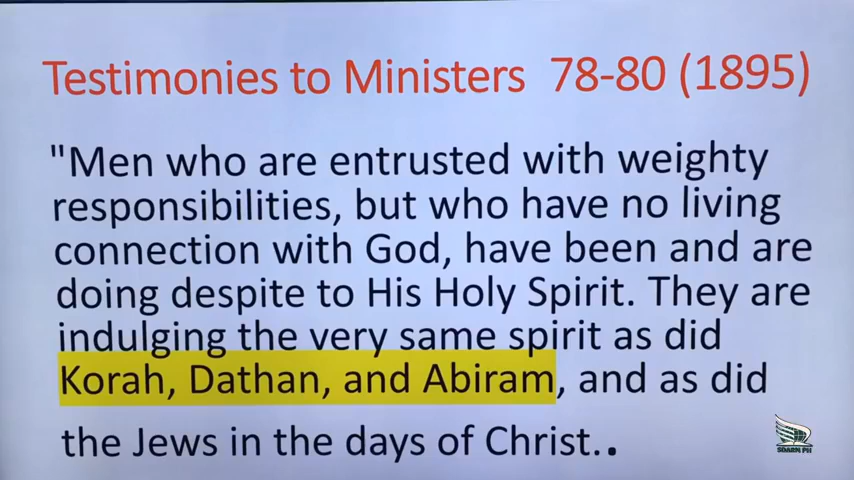 Testimonies to Ministers 78-80 (1895)
"Men who are entrusted with weighty
responsibilities, but who have no living
connection with God, have been and are
doing despite to His Holy Spirit. They are
indulging the very same spirit as did
Korah, Dathan, and Abiram, and as did
the Jews in the days of Christ..
SDARM PH